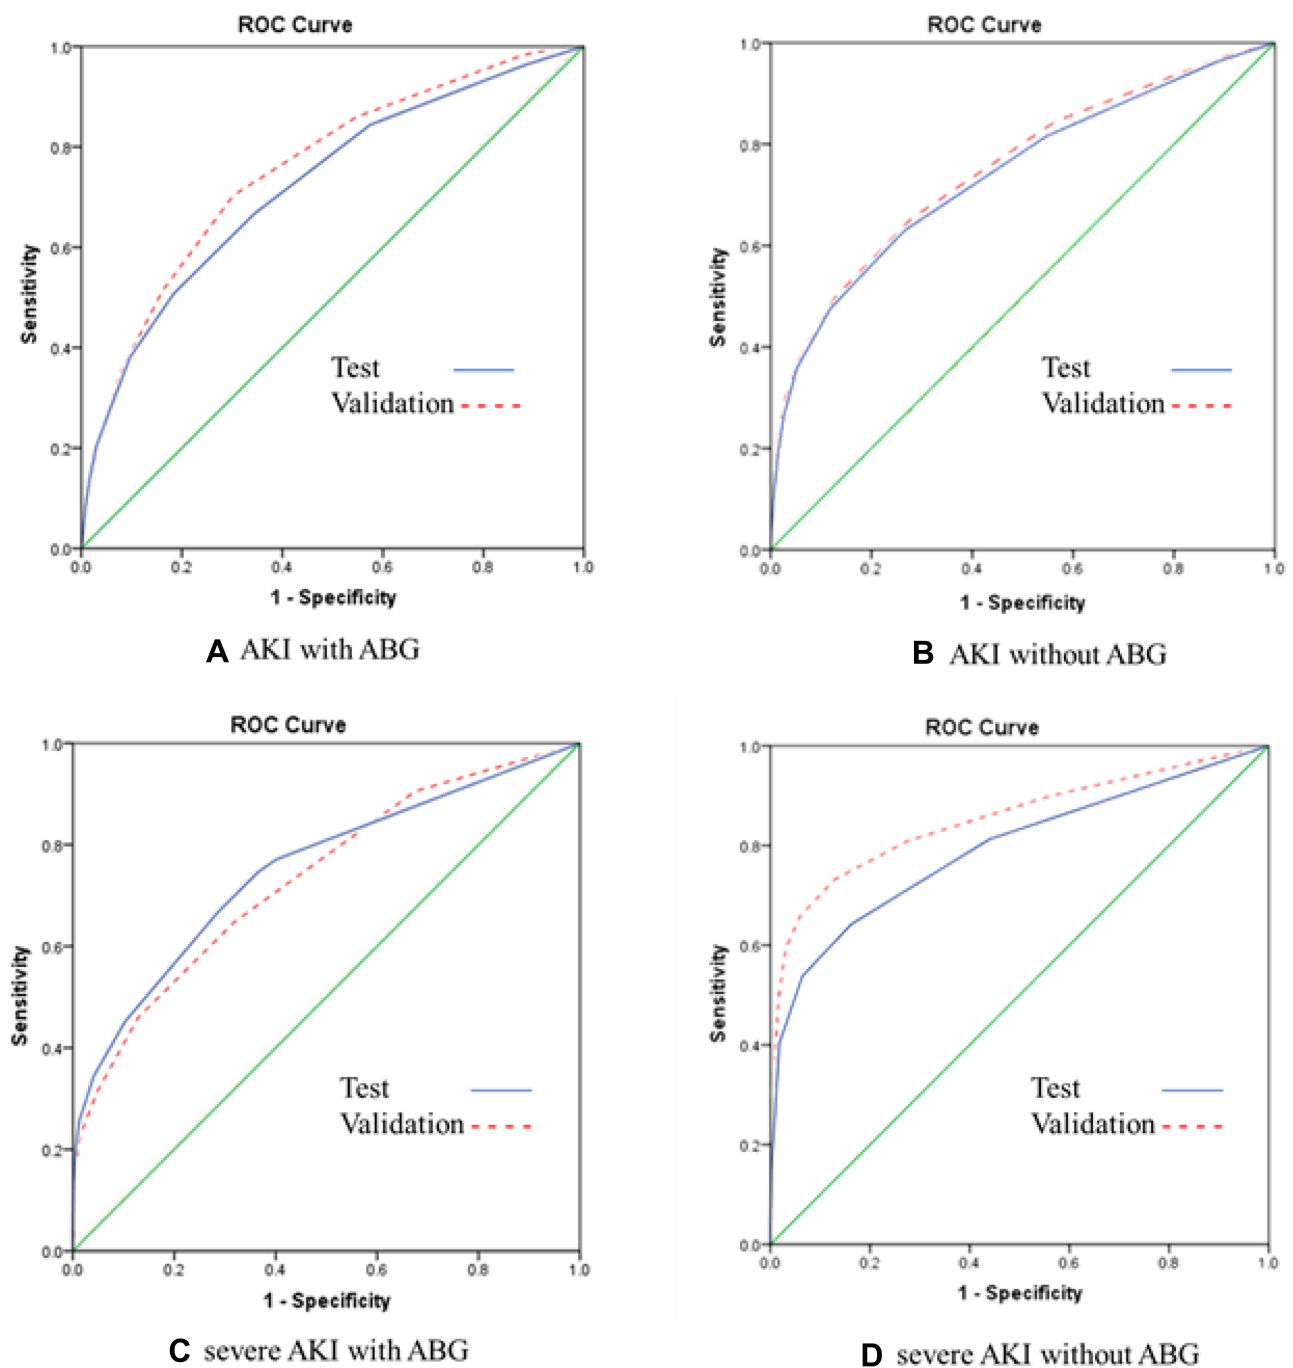 ROC Curve
1.0
0.8
0.6
0.4
0.2
0.0
Sensitivity
Test
Validation
0.0 0.2 0.4 0.6 0.8 1.0
1 - Specificity
A AKI with ABG
ROC Curve
1.0
0.8
0.6
0.4
0.2
0.0
Sensitivity
Test
Validation
0.0 0.2 0.4 0.6 0.8 1.0
1 - Specificity
B AKI without ABG
ROC Curve
1.0
0.8
0.6
0.4
0.2
0.0
Sensitivity
Test
Validation
0.0 0.2 0.4 0.6 0.8 1.0
1 - Specificity
C severe AKI with ABG
ROC Curve
1.0
0.8
0.6
0.4
0.2
0.0
Sensitivity
Test
Validation
0.0 0.2 0.4 0.6 0.8 1.0
1 - Specificity
D severe AKI without ABG